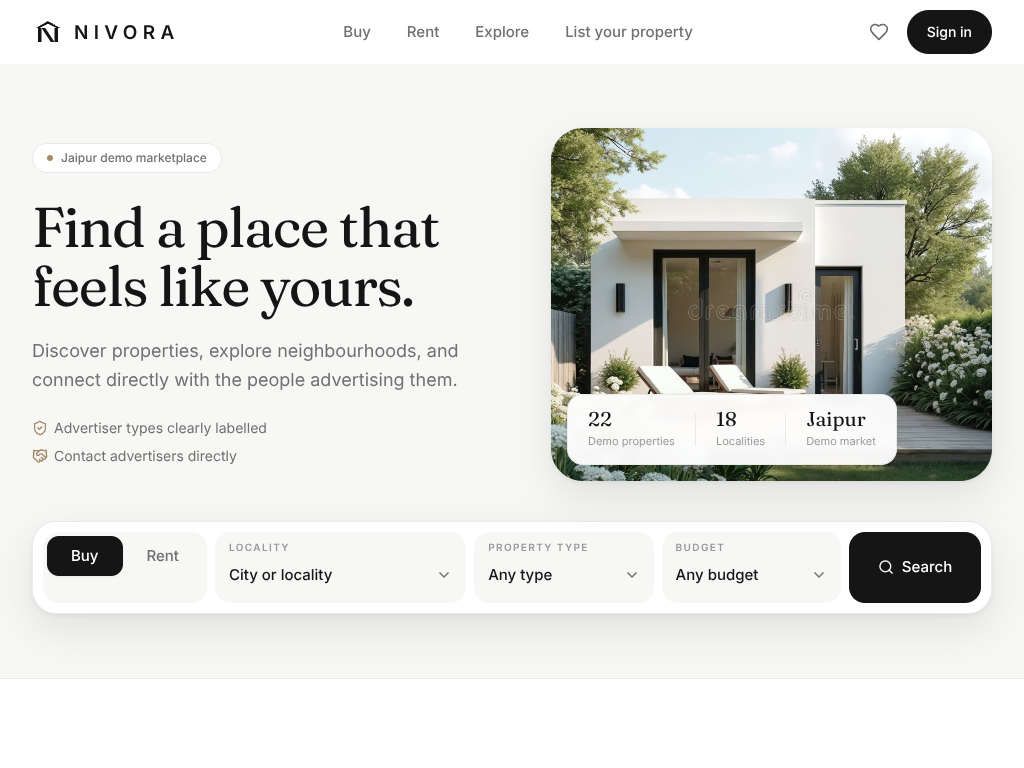 NIVORA
Buy
Rent
Explore
List your property
Sign in
Jaipur demo marketplace
Find a place that
feels like yours.
Discover properties, explore neighbourhoods, and
connect directly with the people advertising them.
Advertiser types clearly labelled
Contact advertisers directly
22
Demo properties
18
Localities
Jaipur
Demo market
Buy
Rent
LOCALITY
City or locality
PROPERTY TYPE
Any type
BUDGET
Any budget
Search